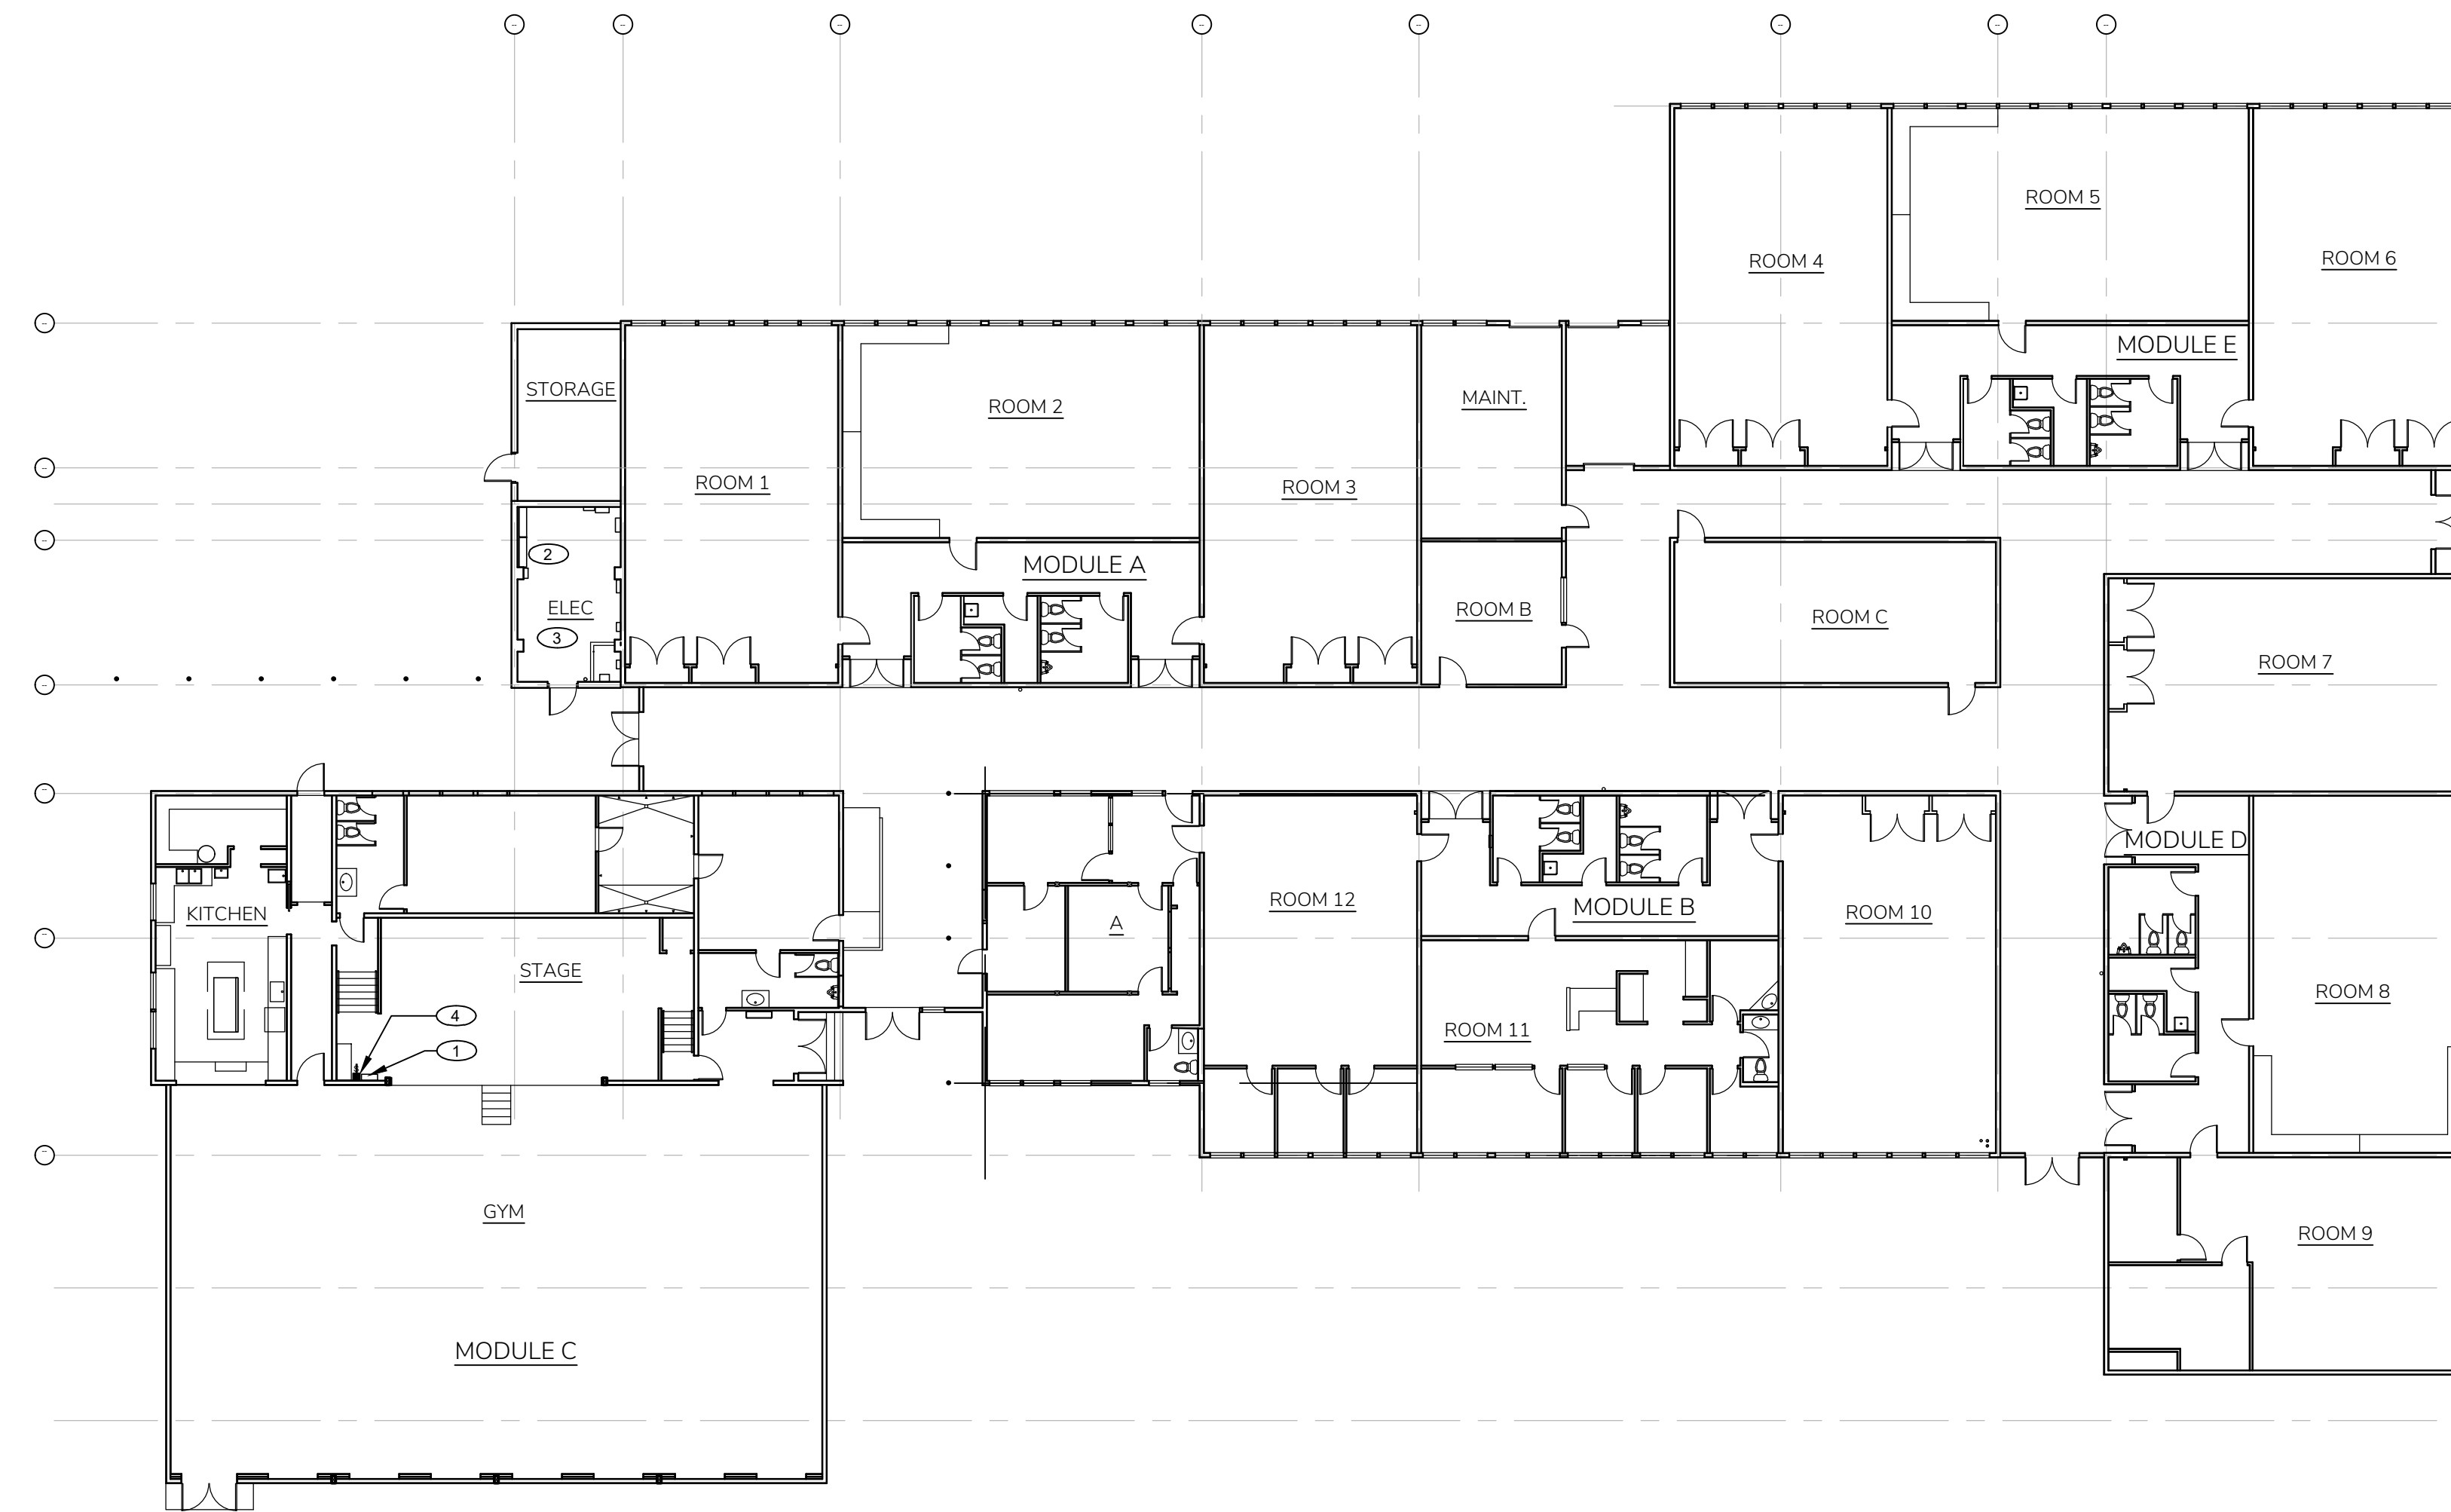 ROOM 5
ROOM 4
ROOM 6
MODULE E
STORAGE
ROOM 2
MAINT.
ROOM 1
ROOM 3
2
MODULE A
ELEC
ROOM B
ROOM C
3
ROOM 7
MODULE D
KITCHEN
A
ROOM 12
MODULE B
ROOM 10
STAGE
ROOM 8
4
ROOM 11
1
GYM
ROOM 9
MODULE C